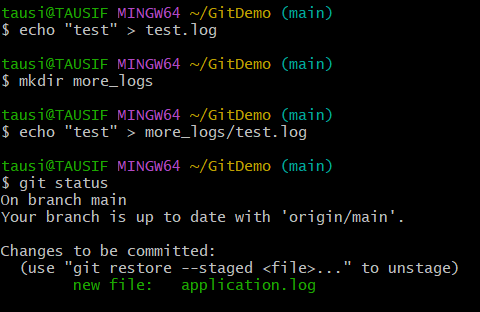 tausi@TAUSIF MINGW64 ~/GitDemo (main)
$ echo "test" > test.log
tausi@TAUSIF MINGW64 ~/GitDemo (main)
$ mkdir more_logs
tausi@TAUSIF MINGW64 ~/GitDemo (main)
$ echo "test" > more_logs/test.log
tausi@TAUSIF MINGW64 ~/GitDemo (main)
$ git status
On branch main
Your branch is up to date with 'origin/main'.
Changes to be committed:
  (use "git restore --staged <file>..." to unstage)
        new file:   application.log